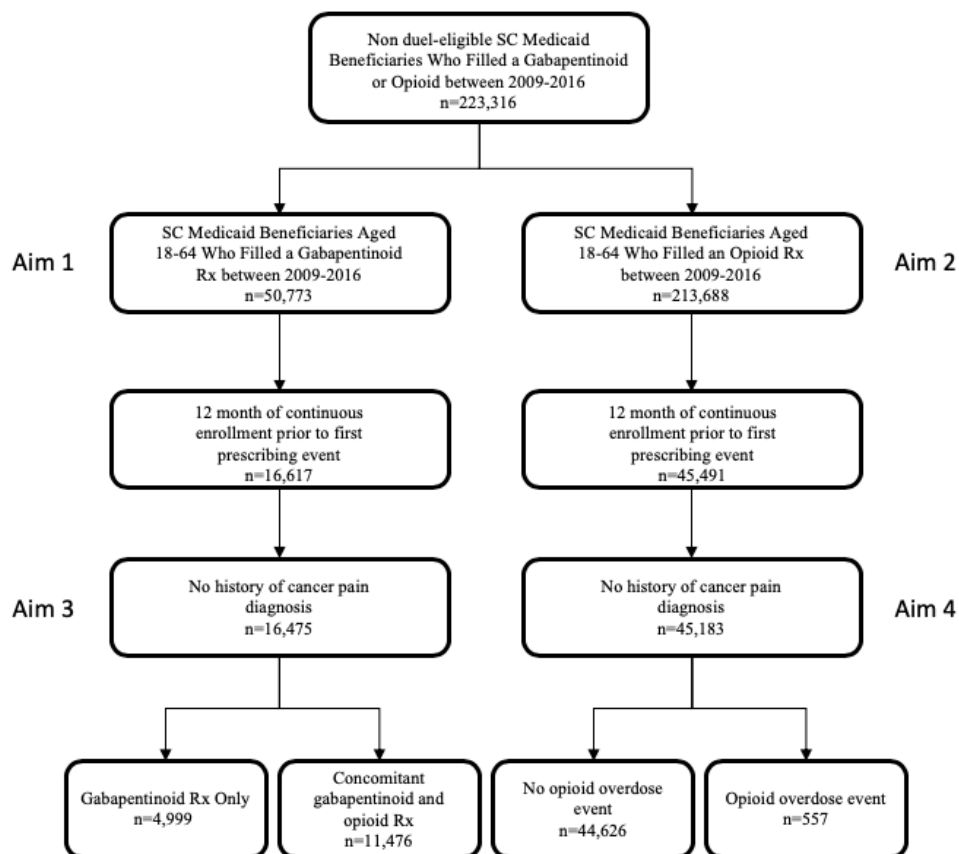 Non duel-eligible SC Medicaid
Beneficiaries Who Filled a Gabapentinoid
or Opioid between 2009-2016
n=223,316
Aim 1
SC Medicaid Beneficiaries Aged
18-64 Who Filled a Gabapentinoid
Rx between 2009-2016
n=50,773
SC Medicaid Beneficiaries Aged
18-64 Who Filled an Opioid Rx
between 2009-2016
n=213,688
Aim 2
12 month of continuous
enrollment prior to first
prescribing event
n=16,617
12 month of continuous
enrollment prior to first
prescribing event
n=45,491
Aim 3
No history of cancer pain
diagnosis
n=16,475
No history of cancer pain
diagnosis
n=45,183
Aim 4
Gabapentinoid Rx Only
n=4,999
Concomitant
gabapentinoid and
opioid Rx
n=11,476
No opioid overdose
event
n=44,626
Opioid overdose event
n=557